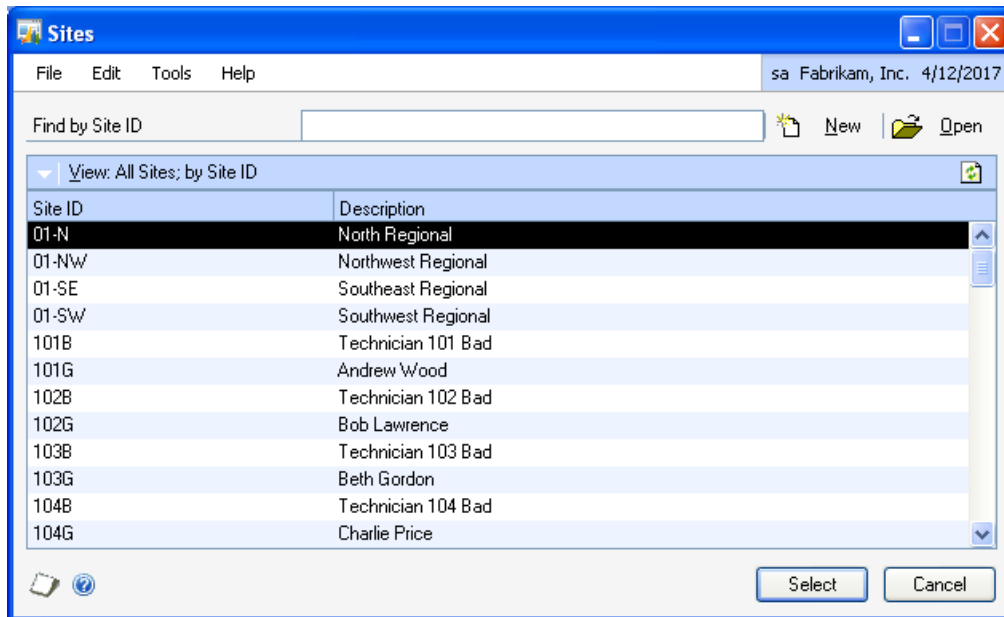 Sites
File Edit Tools Help sa Fabrikam, Inc. 4/12/2017
Find by Site ID New Open
View: All Sites; by Site ID
Site ID Description
01-N North Regional
01-NW Northwest Regional
01-SE Southeast Regional
01-SW Southwest Regional
101B Technician 101 Bad
101G Andrew Wood
102B Technician 102 Bad
102G Bob Lawrence
103B Technician 103 Bad
103G Beth Gordon
104B Technician 104 Bad
104G Charlie Price
Select Cancel